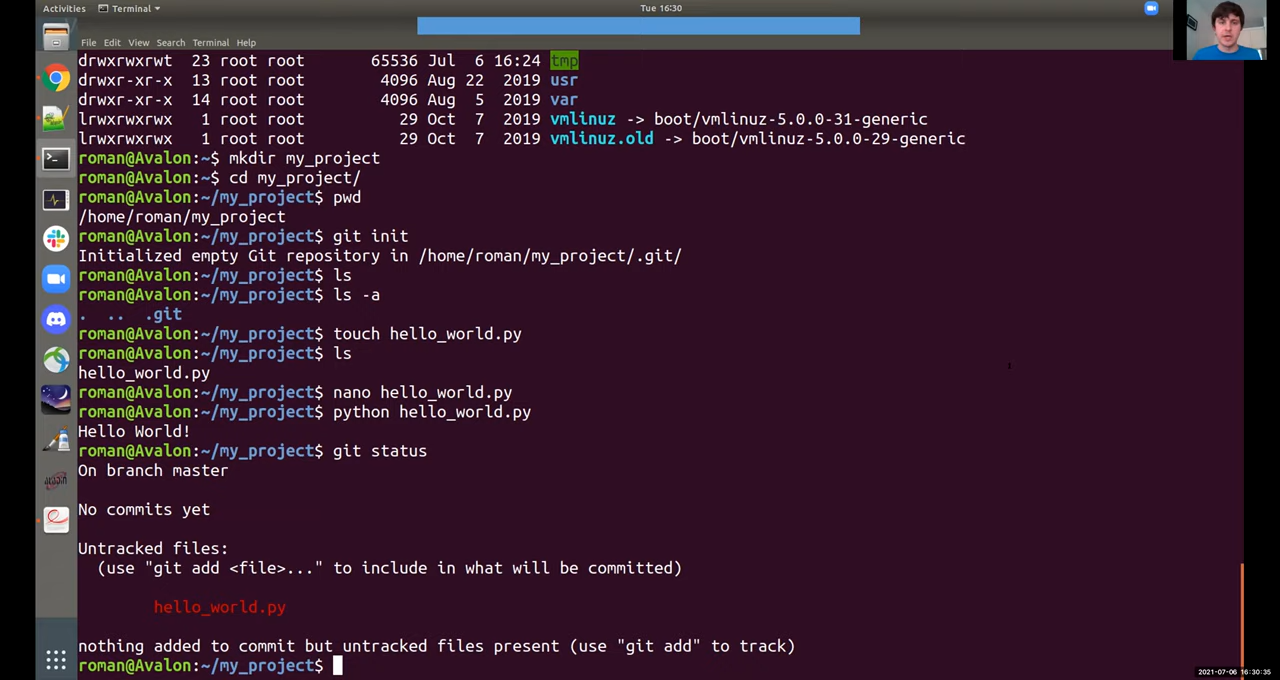 Activities Terminal Tue 16:30
File Edit View Search Terminal Help
drwxrwxrwt 23 root root 65536 Jul 6 16:24 tmp
drwxr-xr-x 13 root root 4096 Aug 22 2019 usr
drwxr-xr-x 14 root root 4096 Aug 5 2019 var
lrwxrwxrwx 1 root root 29 Oct 7 2019 vmlinuz -> boot/vmlinuz-5.0.0-31-generic
lrwxrwxrwx 1 root root 29 Oct 7 2019 vmlinuz.old -> boot/vmlinuz-5.0.0-29-generic
roman@Avalon:~$ mkdir my_project
roman@Avalon:~$ cd my_project/
roman@Avalon:~/my_project$ pwd
/home/roman/my_project
roman@Avalon:~/my_project$ git init
Initialized empty Git repository in /home/roman/my_project/.git/
roman@Avalon:~/my_project$ ls
roman@Avalon:~/my_project$ ls -a
. .. .git
roman@Avalon:~/my_project$ touch hello_world.py
roman@Avalon:~/my_project$ ls
hello_world.py
roman@Avalon:~/my_project$ nano hello_world.py
roman@Avalon:~/my_project$ python hello_world.py
Hello World!
roman@Avalon:~/my_project$ git status
On branch master
No commits yet
Untracked files:
(use "git add <file>..." to include in what will be committed)
hello_world.py
nothing added to commit but untracked files present (use "git add" to track)
roman@Avalon:~/my_project$
2021-07-06 16:30:35